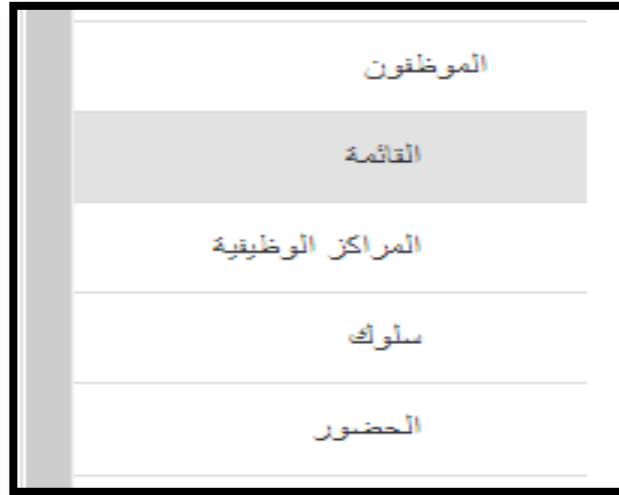 الموظفون
القائمة
المراكز الوظيفية
سلوك
الحضور